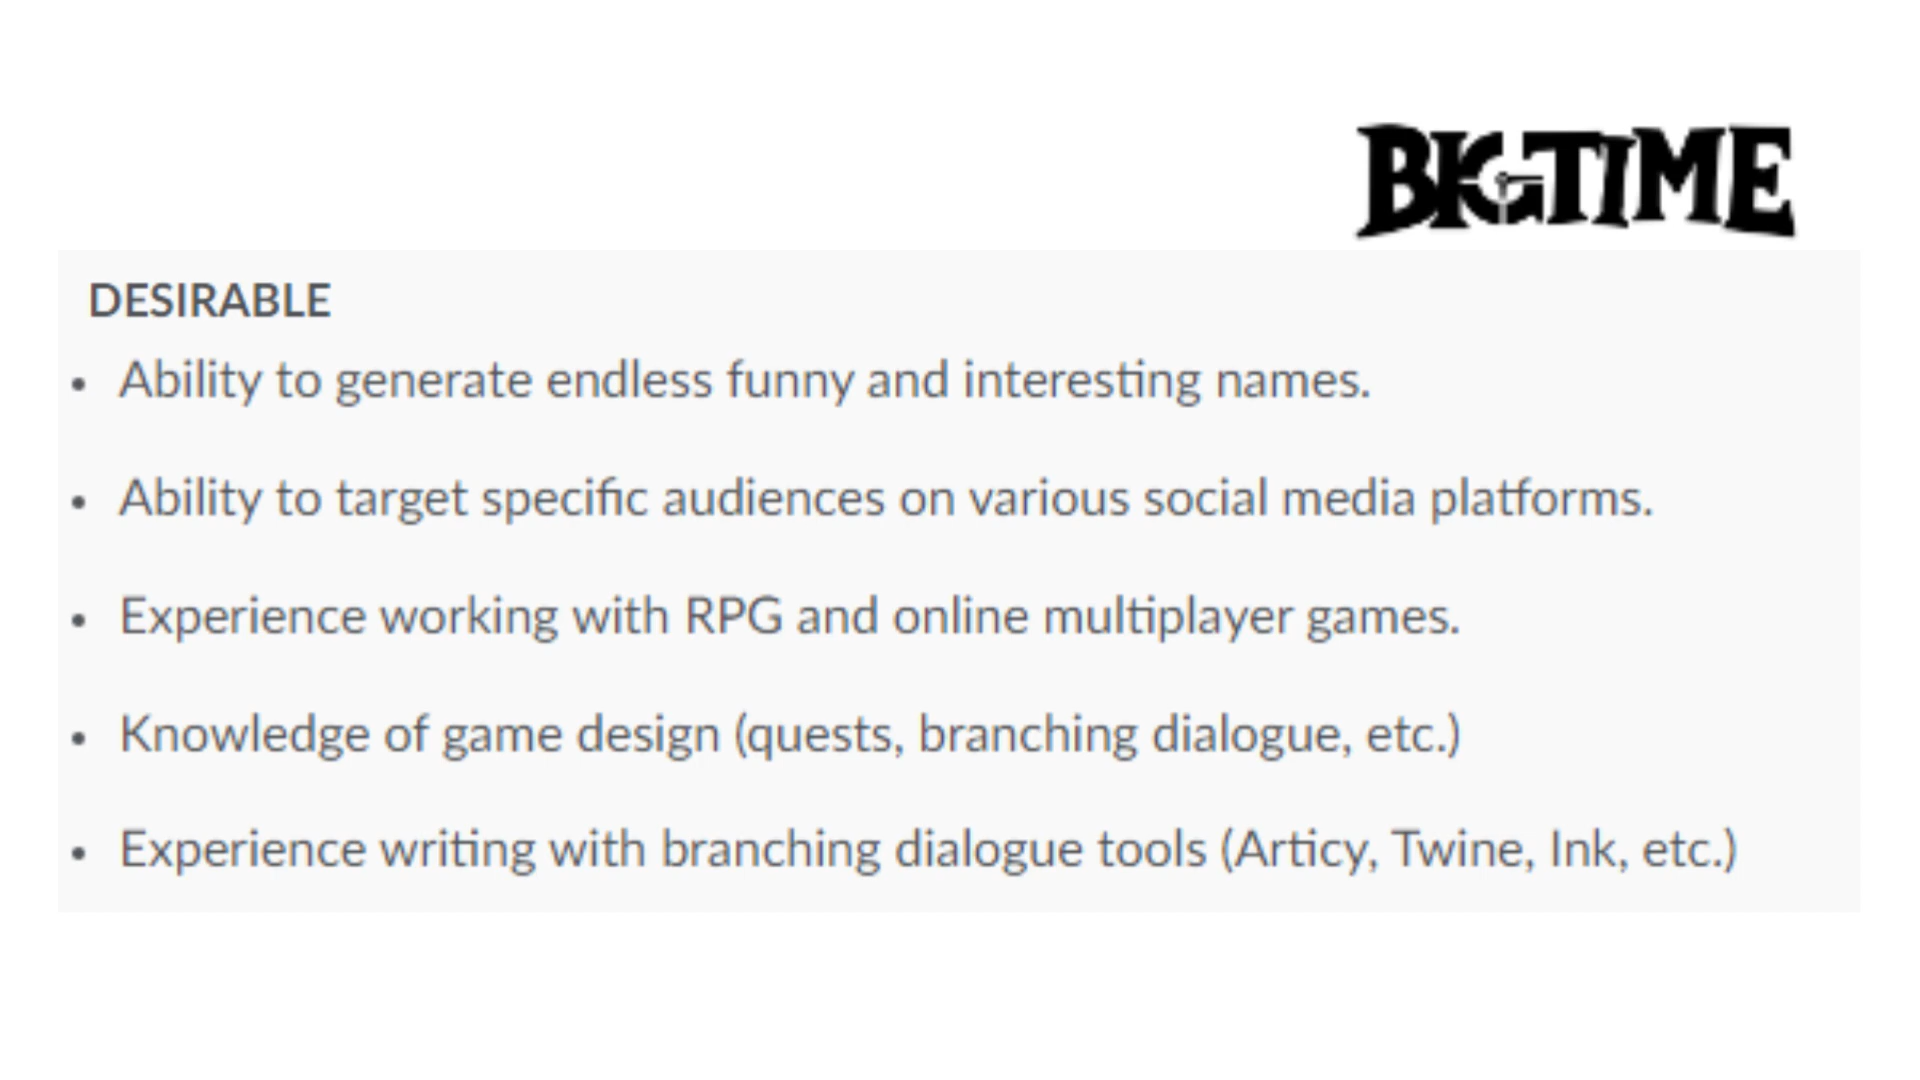 BIGTIME
DESIRABLE
• Ability to generate endless funny and interesting names.
• Ability to target specific audiences on various social media platforms.
• Experience working with RPG and online multiplayer games.
• Knowledge of game design (quests, branching dialogue, etc.)
• Experience writing with branching dialogue tools (Articy, Twine, Ink, etc.)